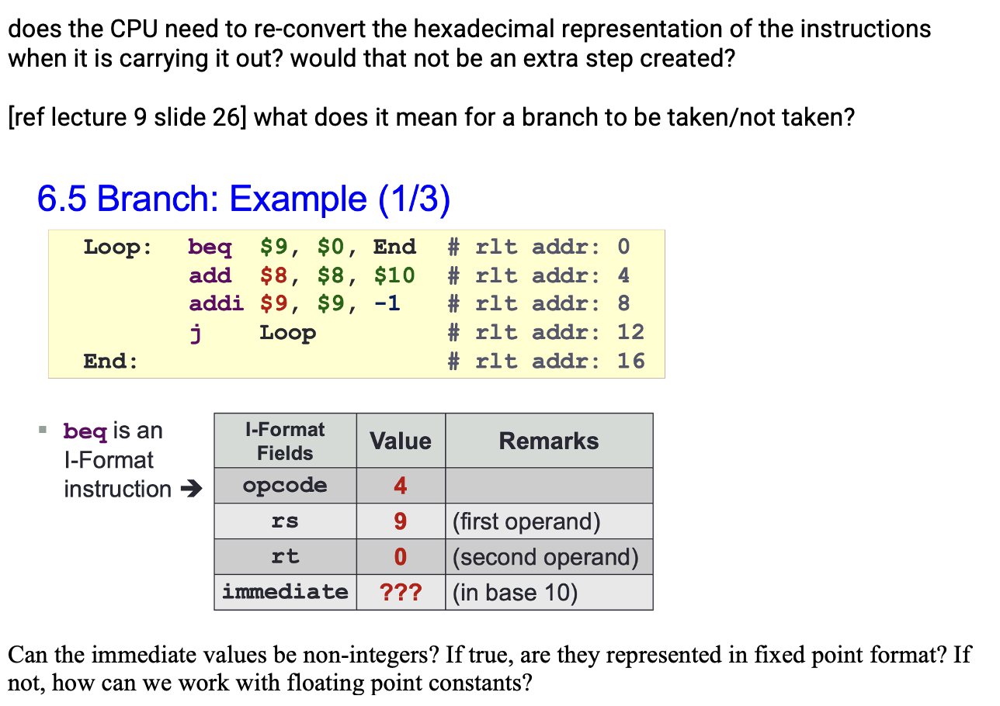 does the CPU need to re-convert the hexadecimal representation of the instructions
when it is carrying it out? would that not be an extra step created?
[ref lecture 9 slide 26] what does it mean for a branch to be taken/not taken?
6.5 Branch: Example (1/3)
Loop: beq $9, $0, End # rlt addr: 0
add $8, $8, $10 # rlt addr: 4
addi $9, $9, -1 # rlt addr: 8
j Loop # rlt addr: 12
End: # rlt addr: 16
▪ beq is an
I-Format
instruction ➔
I-Format
Fields Value Remarks
opcode 4
rs 9 (first operand)
rt 0 (second operand)
immediate ??? (in base 10)
Can the immediate values be non-integers? If true, are they represented in fixed point format? If
not, how can we work with floating point constants?